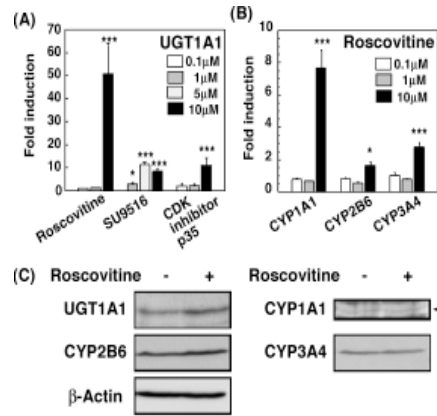 (A)
UGT1A1
0.1μM
1μM
5μM
10μM
Fold induction
70
60
50
40
30
20
10
0
***
*
***
***
***
Roscovitine
SU9516
CDK
inhibitor
p35
(B)
Roscovitine
0.1μM
1μM
10μM
Fold induction
10
8
6
4
2
0
***
*
***
CYP1A1
CYP2B6
CYP3A4
(C)
Roscovitine - +
UGT1A1
CYP2B6
β-Actin
Roscovitine - +
CYP1A1
CYP3A4